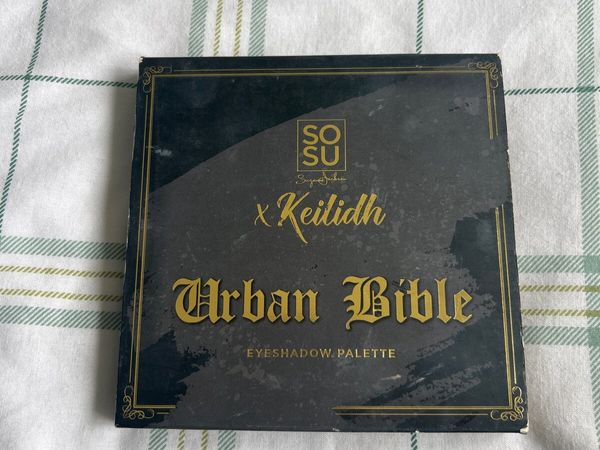 SO
SU
x Keilidh
Urban Bible
EYESHADOW PALETTE